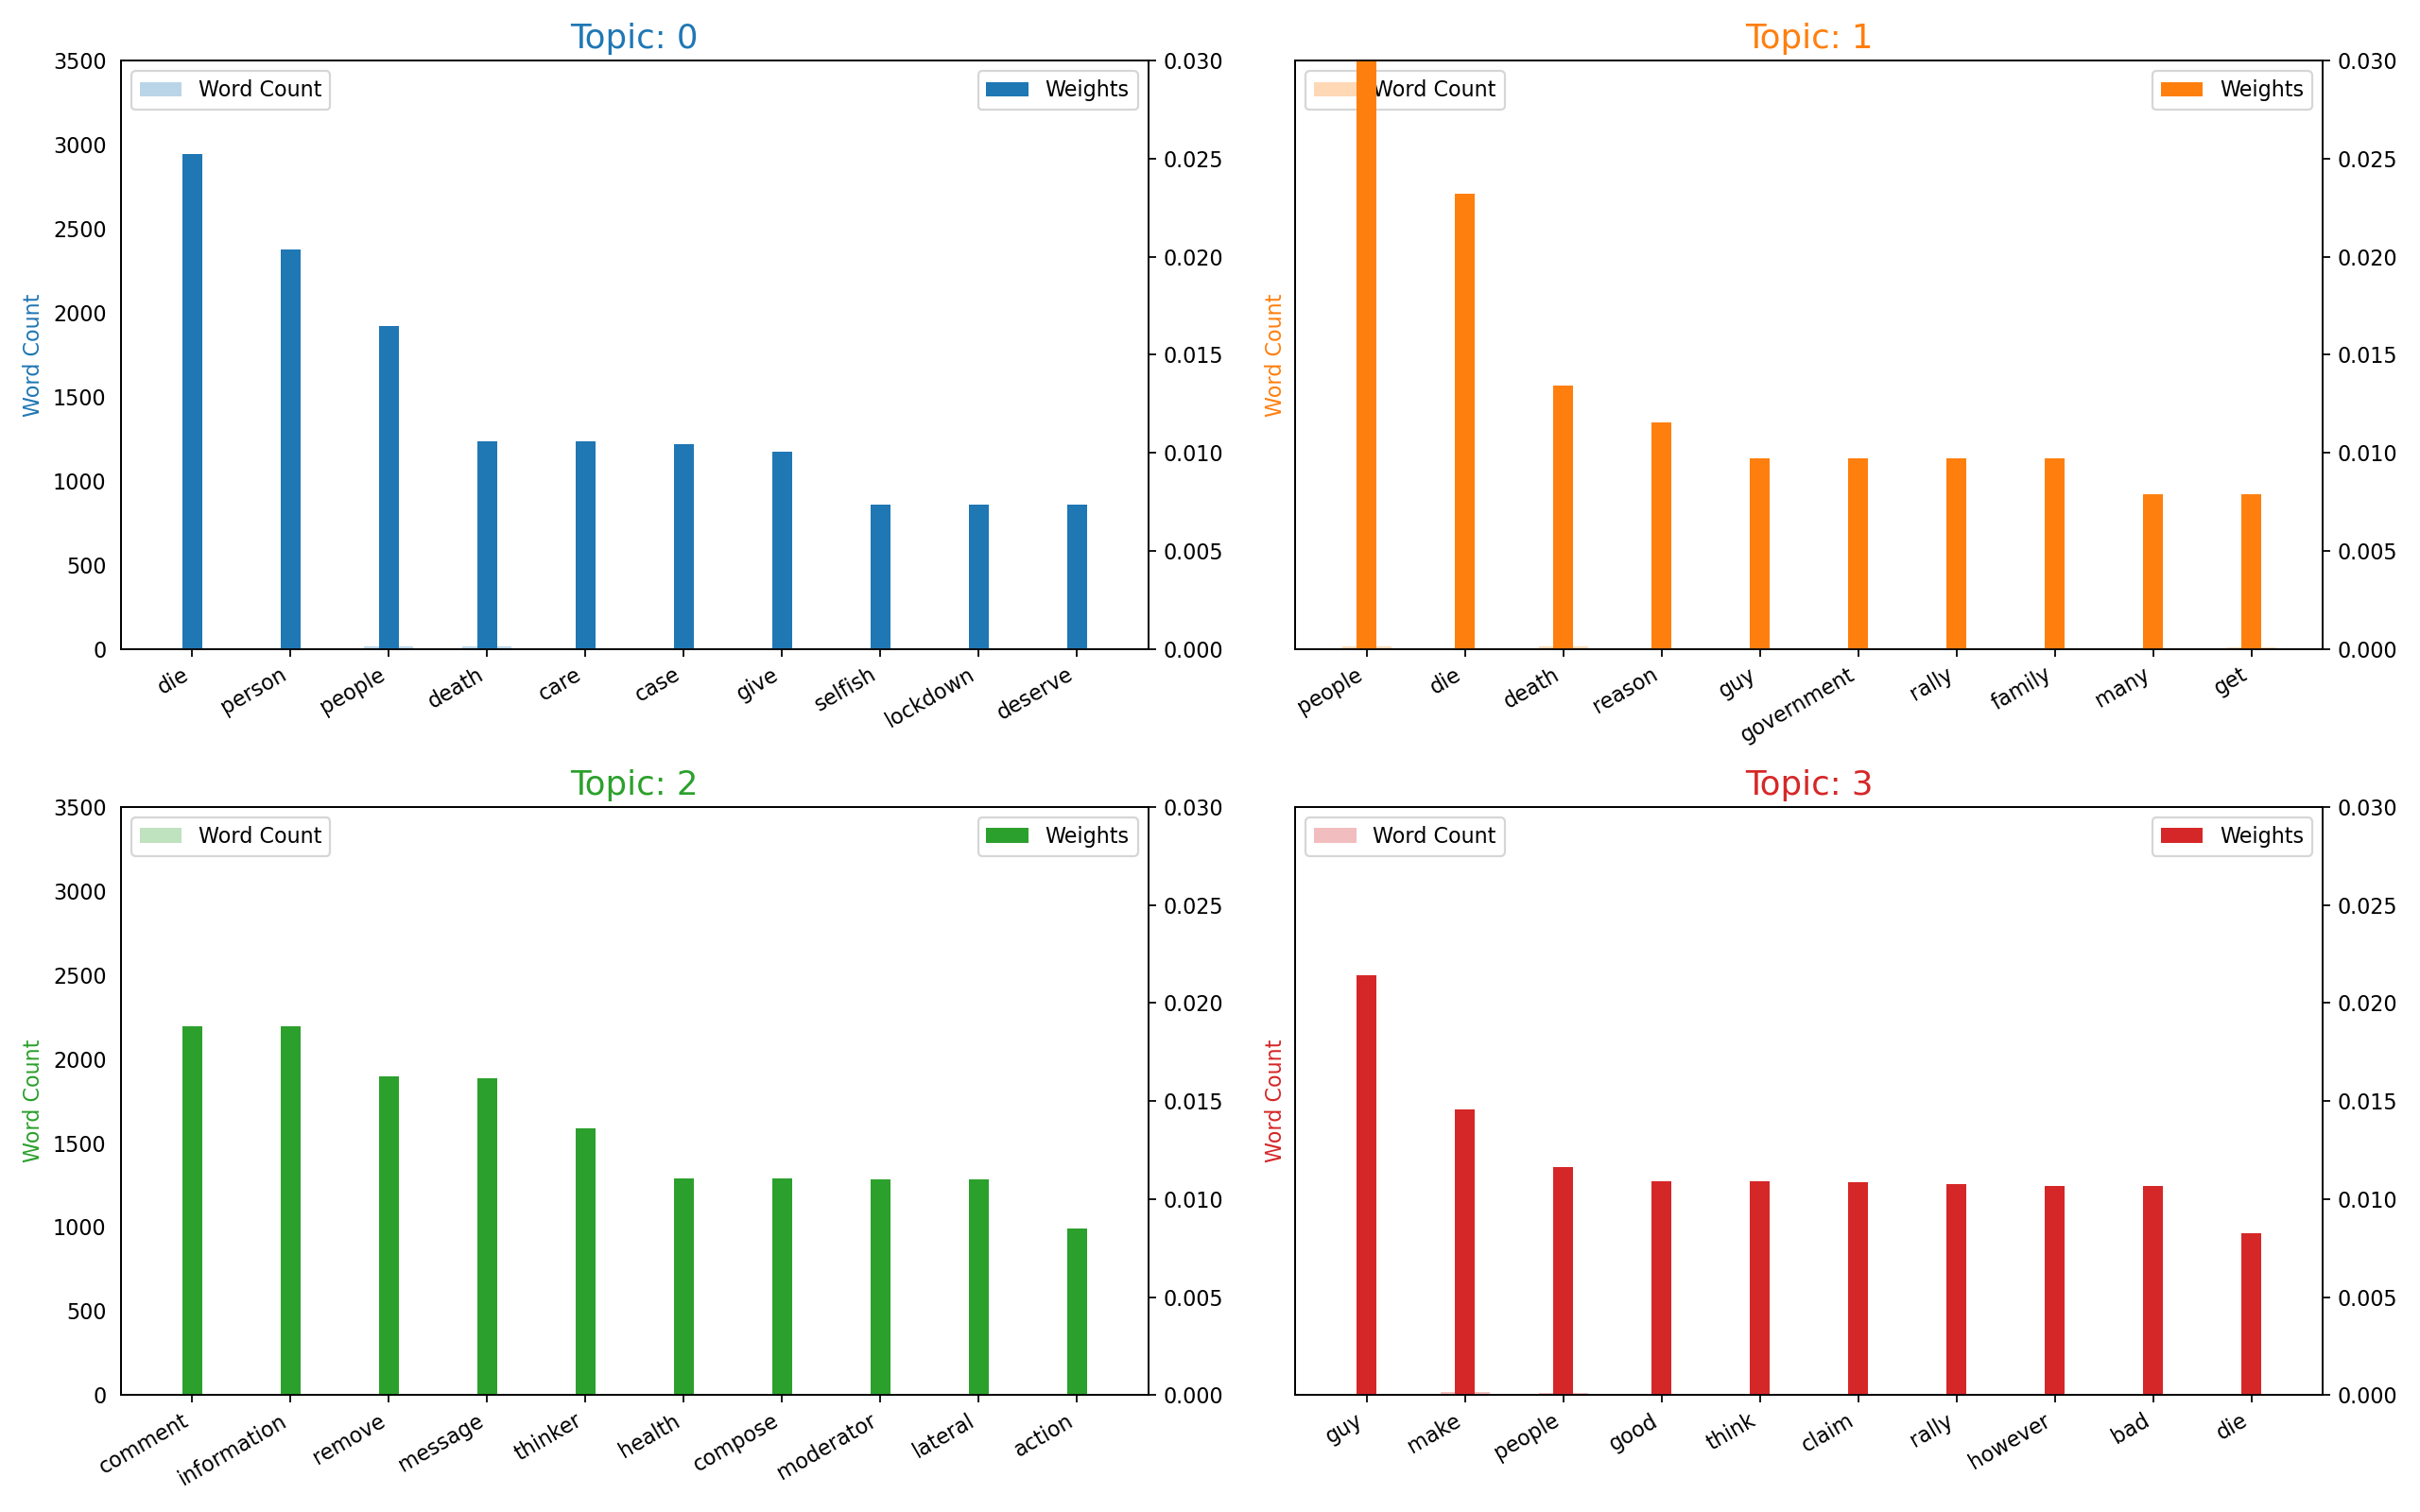 Topic: 0
Word Count
Weights
3500
3000
2500
2000
1500
1000
500
0
Word Count
0.030
0.025
0.020
0.015
0.010
0.005
0.000
die
person
people
death
care
case
give
selfish
lockdown
deserve
Topic: 1
Word Count
Weights
Word Count
0.030
0.025
0.020
0.015
0.010
0.005
0.000
people
die
death
reason
guy
government
rally
family
many
get
Topic: 2
Word Count
Weights
3500
3000
2500
2000
1500
1000
500
0
Word Count
0.030
0.025
0.020
0.015
0.010
0.005
0.000
comment
information
remove
message
thinker
health
compose
moderator
lateral
action
Topic: 3
Word Count
Weights
Word Count
0.030
0.025
0.020
0.015
0.010
0.005
0.000
guy
make
people
good
think
claim
rally
however
bad
die